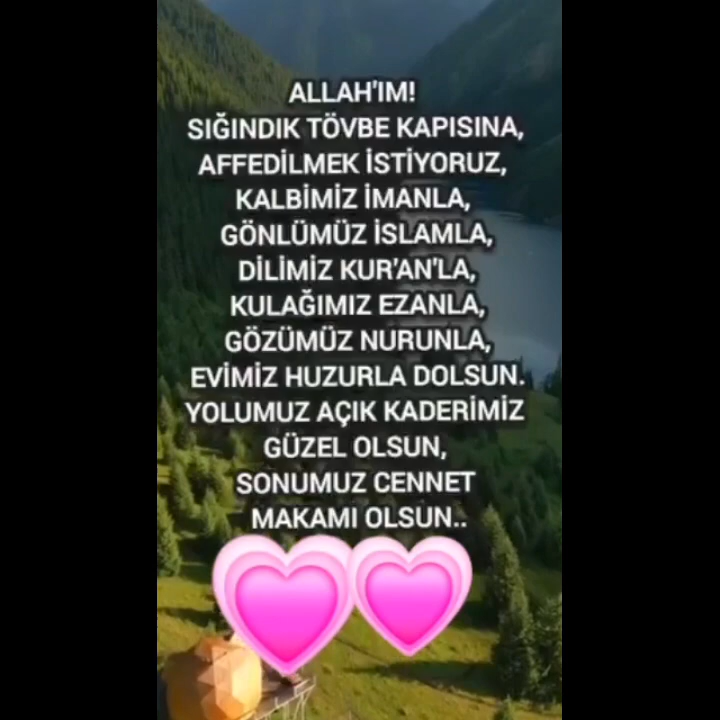 ALLAH'IM!
SIĞINDIK TÖVBE KAPISINA,
AFFEDİLMEK İSTİYORUZ,
KALBİMİZ İMANLA,
GÖNLÜMÜZ İSLAMLA,
DİLİMİZ KUR'AN'LA,
KULAĞIMIZ EZANLA,
GÖZÜMÜZ NURUNLA,
EVİMİZ HUZURLA DOLSUN.
YOLUMUZ AÇIK KADERİMİZ
GÜZEL OLSUN,
SONUMUZ CENNET
MAKAMI OLSUN..